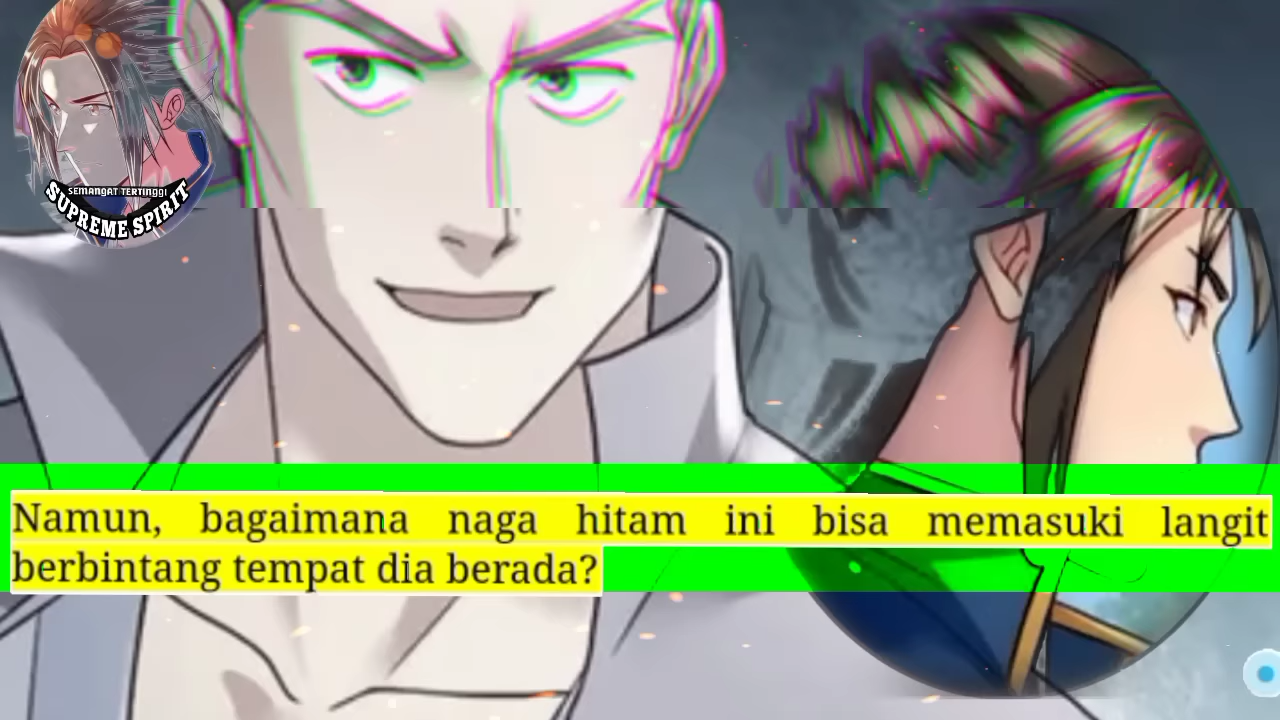 SEMANGAT TERTINGGI
SUPREME SPIRIT
Namun, bagaimana naga hitam ini bisa memasuki langit
berbintang tempat dia berada?